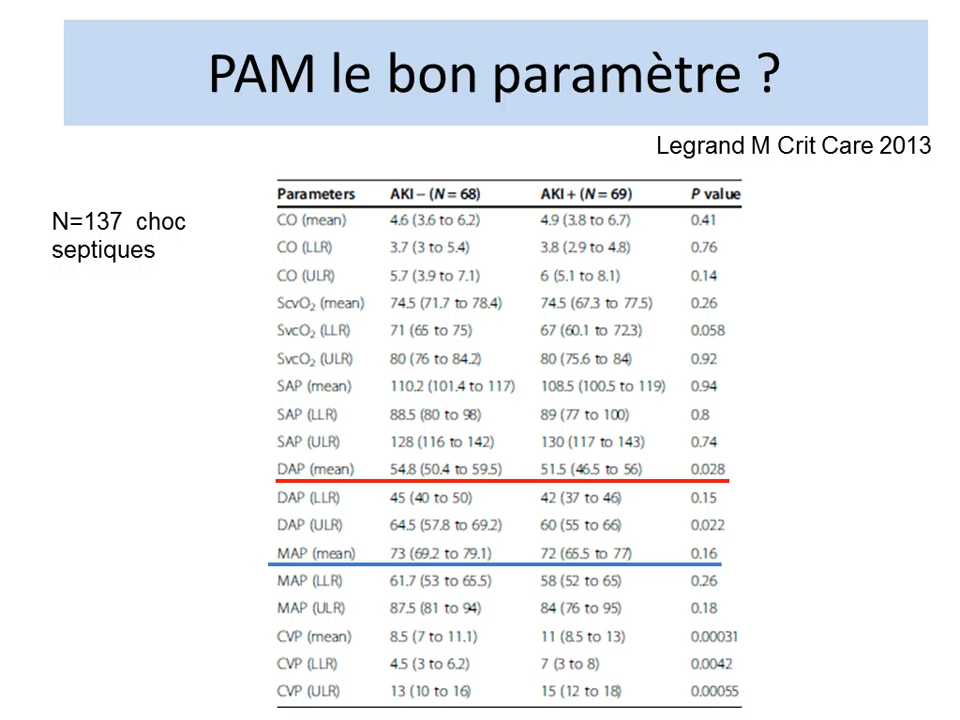 PAM le bon paramètre ?
Legrand M Crit Care 2013
N=137 choc
septiques
Parameters AKI − (N = 68) AKI + (N = 69) P value
CO (mean) 4.6 (3.6 to 6.2) 4.9 (3.8 to 6.7) 0.41
CO (LLR) 3.7 (3 to 5.4) 3.8 (2.9 to 4.8) 0.76
CO (ULR) 5.7 (3.9 to 7.1) 6 (5.1 to 8.1) 0.14
ScvO₂ (mean) 74.5 (71.7 to 78.4) 74.5 (67.3 to 77.5) 0.26
SvcO₂ (LLR) 71 (65 to 75) 67 (60.1 to 72.3) 0.058
SvcO₂ (ULR) 80 (76 to 84.2) 80 (75.6 to 84) 0.92
SAP (mean) 110.2 (101.4 to 117) 108.5 (100.5 to 119) 0.94
SAP (LLR) 88.5 (80 to 98) 89 (77 to 100) 0.8
SAP (ULR) 128 (116 to 142) 130 (117 to 143) 0.74
DAP (mean) 54.8 (50.4 to 59.5) 51.5 (46.5 to 56) 0.028
DAP (LLR) 45 (40 to 50) 42 (37 to 46) 0.15
DAP (ULR) 64.5 (57.8 to 69.2) 60 (55 to 66) 0.022
MAP (mean) 73 (69.2 to 79.1) 72 (65.5 to 77) 0.16
MAP (LLR) 61.7 (53 to 65.5) 58 (52 to 65) 0.26
MAP (ULR) 87.5 (81 to 94) 84 (76 to 95) 0.18
CVP (mean) 8.5 (7 to 11.1) 11 (8.5 to 13) 0.00031
CVP (LLR) 4.5 (3 to 6.2) 7 (3 to 8) 0.0042
CVP (ULR) 13 (10 to 16) 15 (12 to 18) 0.00055